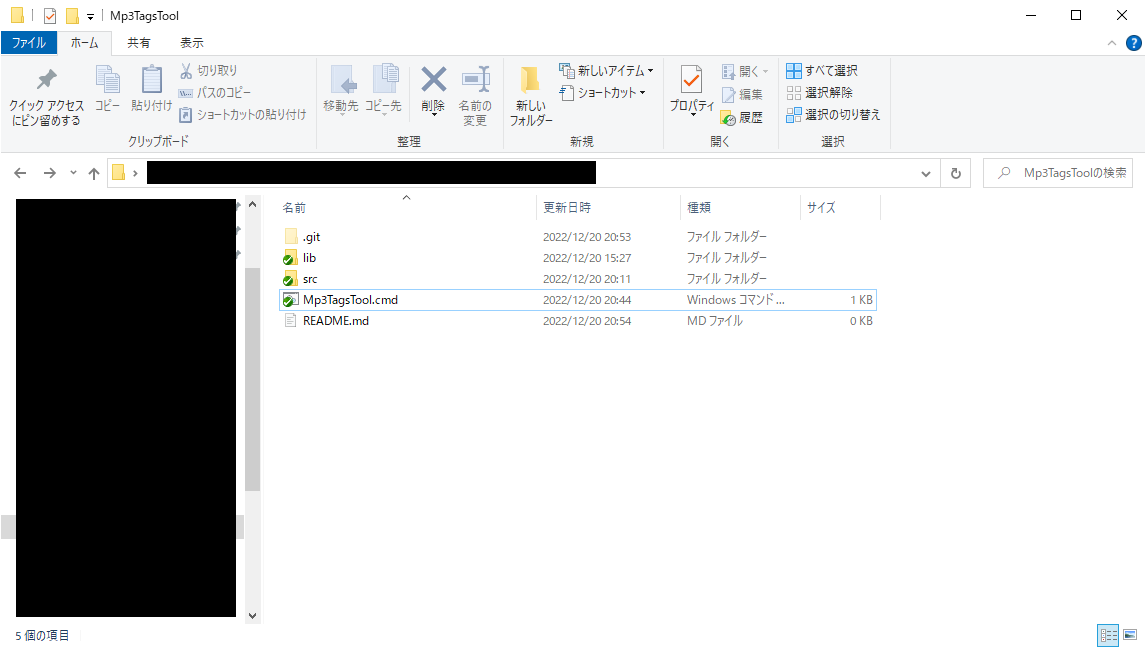 Mp3TagsTool
ファイル ホーム 共有 表示
クイック アクセス
にピン留めする
コピー
貼り付け
切り取り
パスのコピー
ショートカットの貼り付け
クリップボード
移動先
コピー先
削除
名前の
変更
整理
新しい
フォルダー
新しいアイテム
ショートカット
新規
プロパティ
開く
編集
履歴
開く
すべて選択
選択解除
選択の切り替え
選択
Mp3TagsToolの検索
名前 更新日時 種類 サイズ
.git 2022/12/20 20:53 ファイル フォルダー
lib 2022/12/20 15:27 ファイル フォルダー
src 2022/12/20 20:11 ファイル フォルダー
Mp3TagsTool.cmd 2022/12/20 20:44 Windows コマンド ... 1 KB
README.md 2022/12/20 20:54 MD ファイル 0 KB
5 個の項目